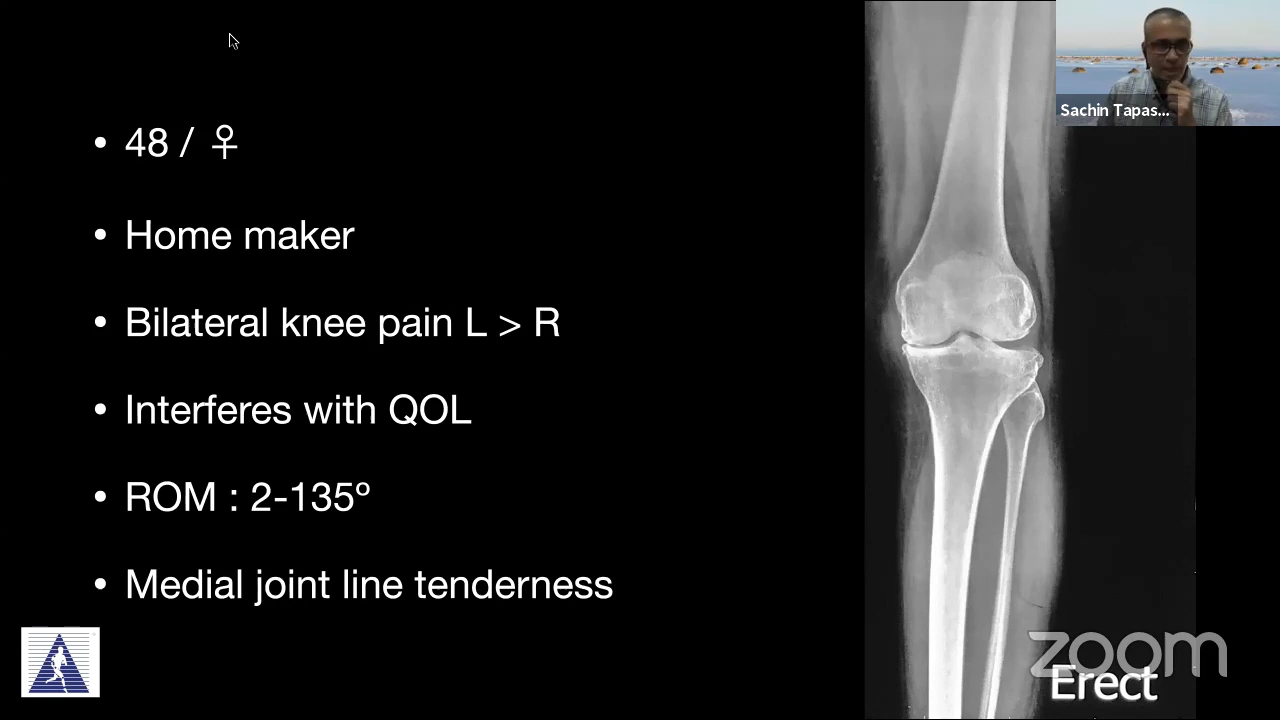 48 / ♀
Home maker
Bilateral knee pain L > R
Interferes with QOL
ROM : 2-135º
Medial joint line tenderness
Sachin Tapas...
zoom
Erect